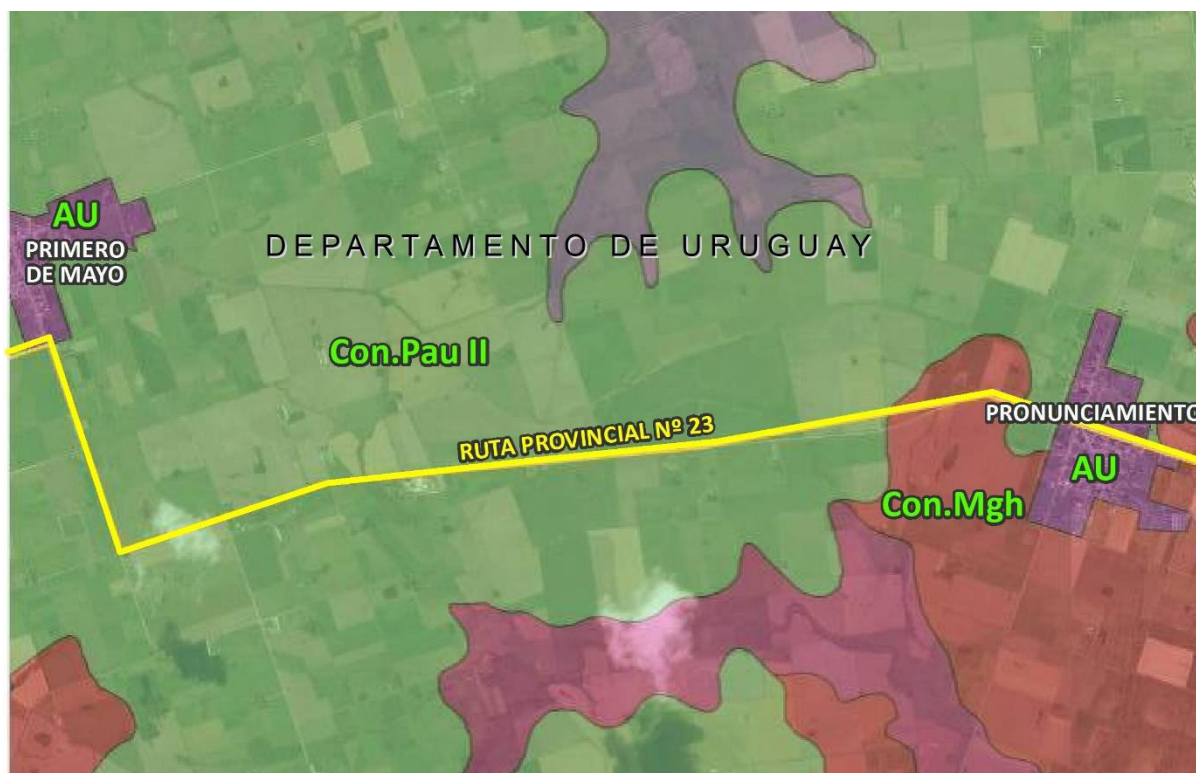 AU
PRIMERO
DE MAYO
DEPARTAMENTO DE URUGUAY
Con.Pau II
RUTA PROVINCIAL Nº 23
PRONUNCIAMIENTO
AU
Con.Mgh